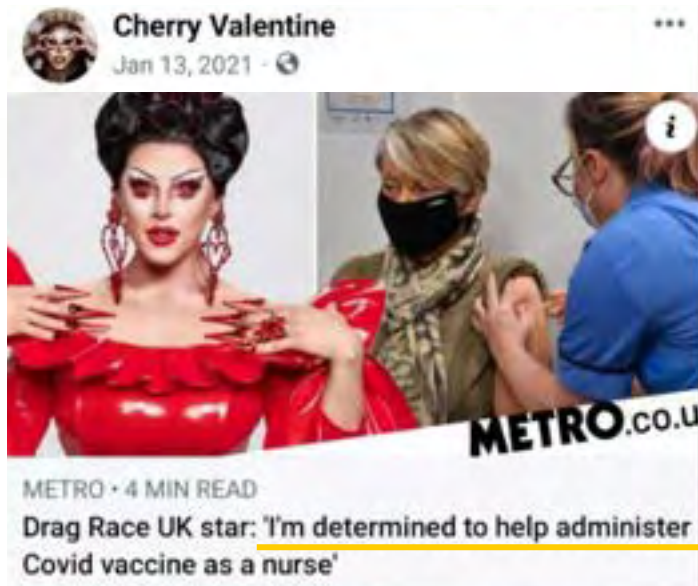 Cherry Valentine
Jan 13, 2021 ·
i
METRO.co.u
METRO • 4 MIN READ
Drag Race UK star: 'I'm determined to help administer
Covid vaccine as a nurse'